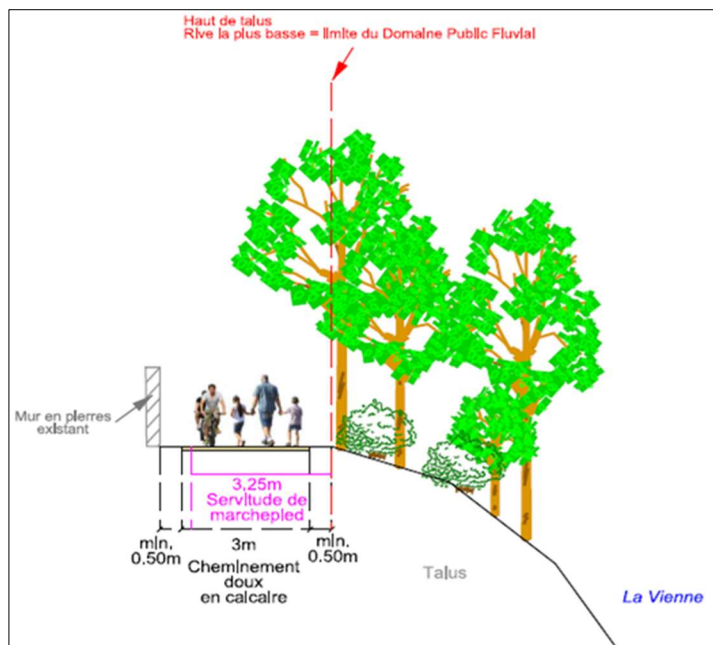 Haut de talus
Rive la plus basse = limite du Domaine Public Fluvial
Mur en pierres
existant
3,25m
Servitude de
marchepied
min.
0.50m
3m
min.
0.50m
Cheminement
doux
en calcaire
Talus
La Vienne